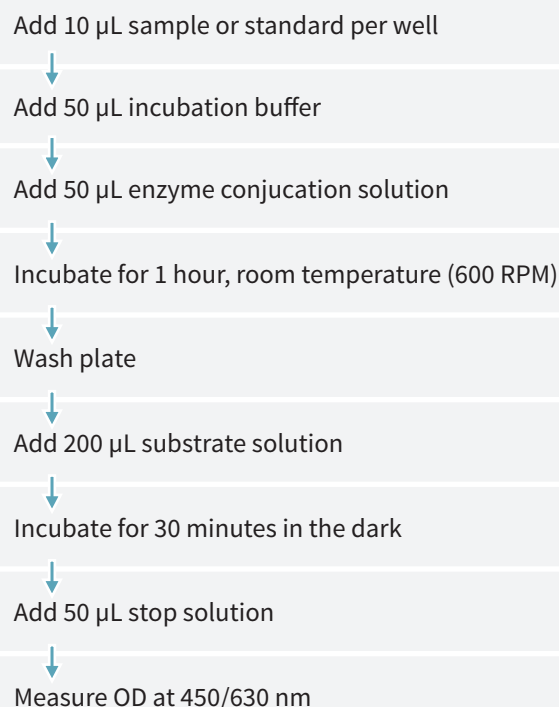 Add 10 µL sample or standard per well
Add 50 µL incubation buffer
Add 50 µL enzyme conjucation solution
Incubate for 1 hour, room temperature (600 RPM)
Wash plate
Add 200 µL substrate solution
Incubate for 30 minutes in the dark
Add 50 µL stop solution
Measure OD at 450/630 nm